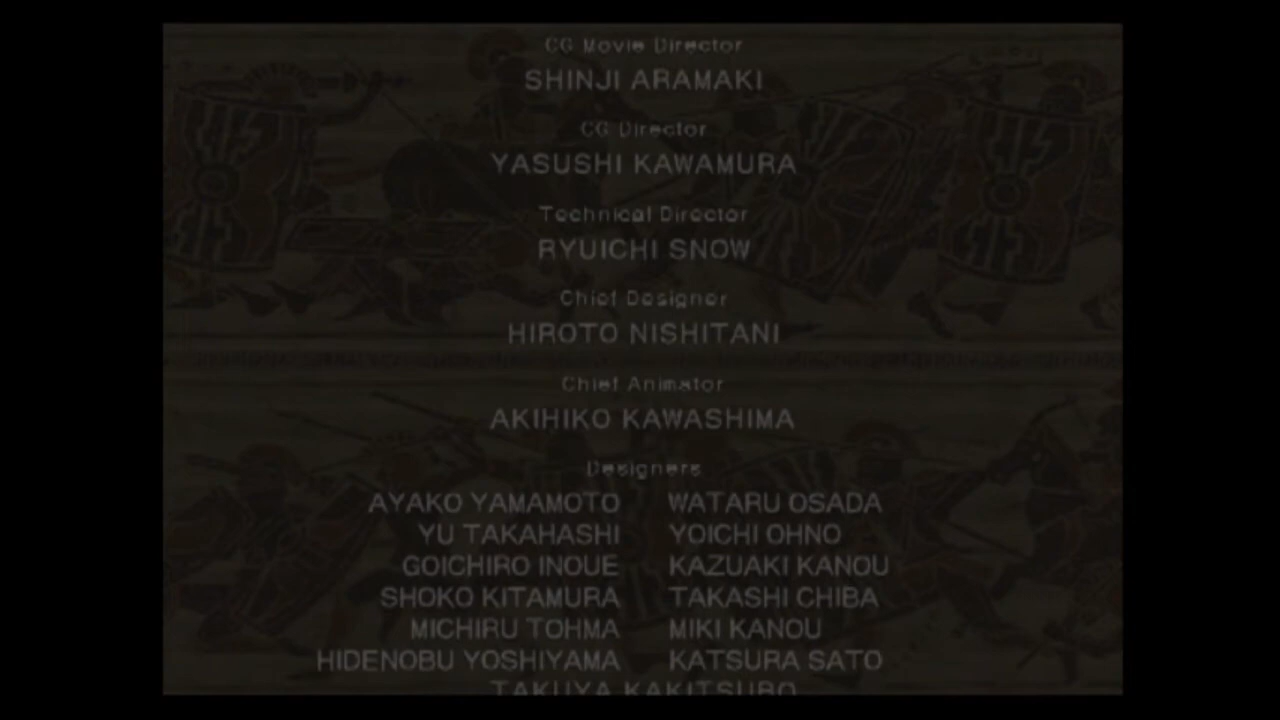 CG Movie Director
SHINJI ARAMAKI
CG Director
YASUSHI KAWAMURA
Technical Director
RYUICHI SNOW
Chief Designer
HIROTO NISHITANI
Chief Animator
AKIHIKO KAWASHIMA
Designers
AYAKO YAMAMOTO WATARU OSADA
YU TAKAHASHI YOICHI OHNO
GOICHIRO INOUE KAZUAKI KANOU
SHOKO KITAMURA TAKASHI CHIBA
MICHIRU TOHMA MIKI KANOU
HIDENOBU YOSHIYAMA KATSURA SATO
TAKUYA KAKITSUBO